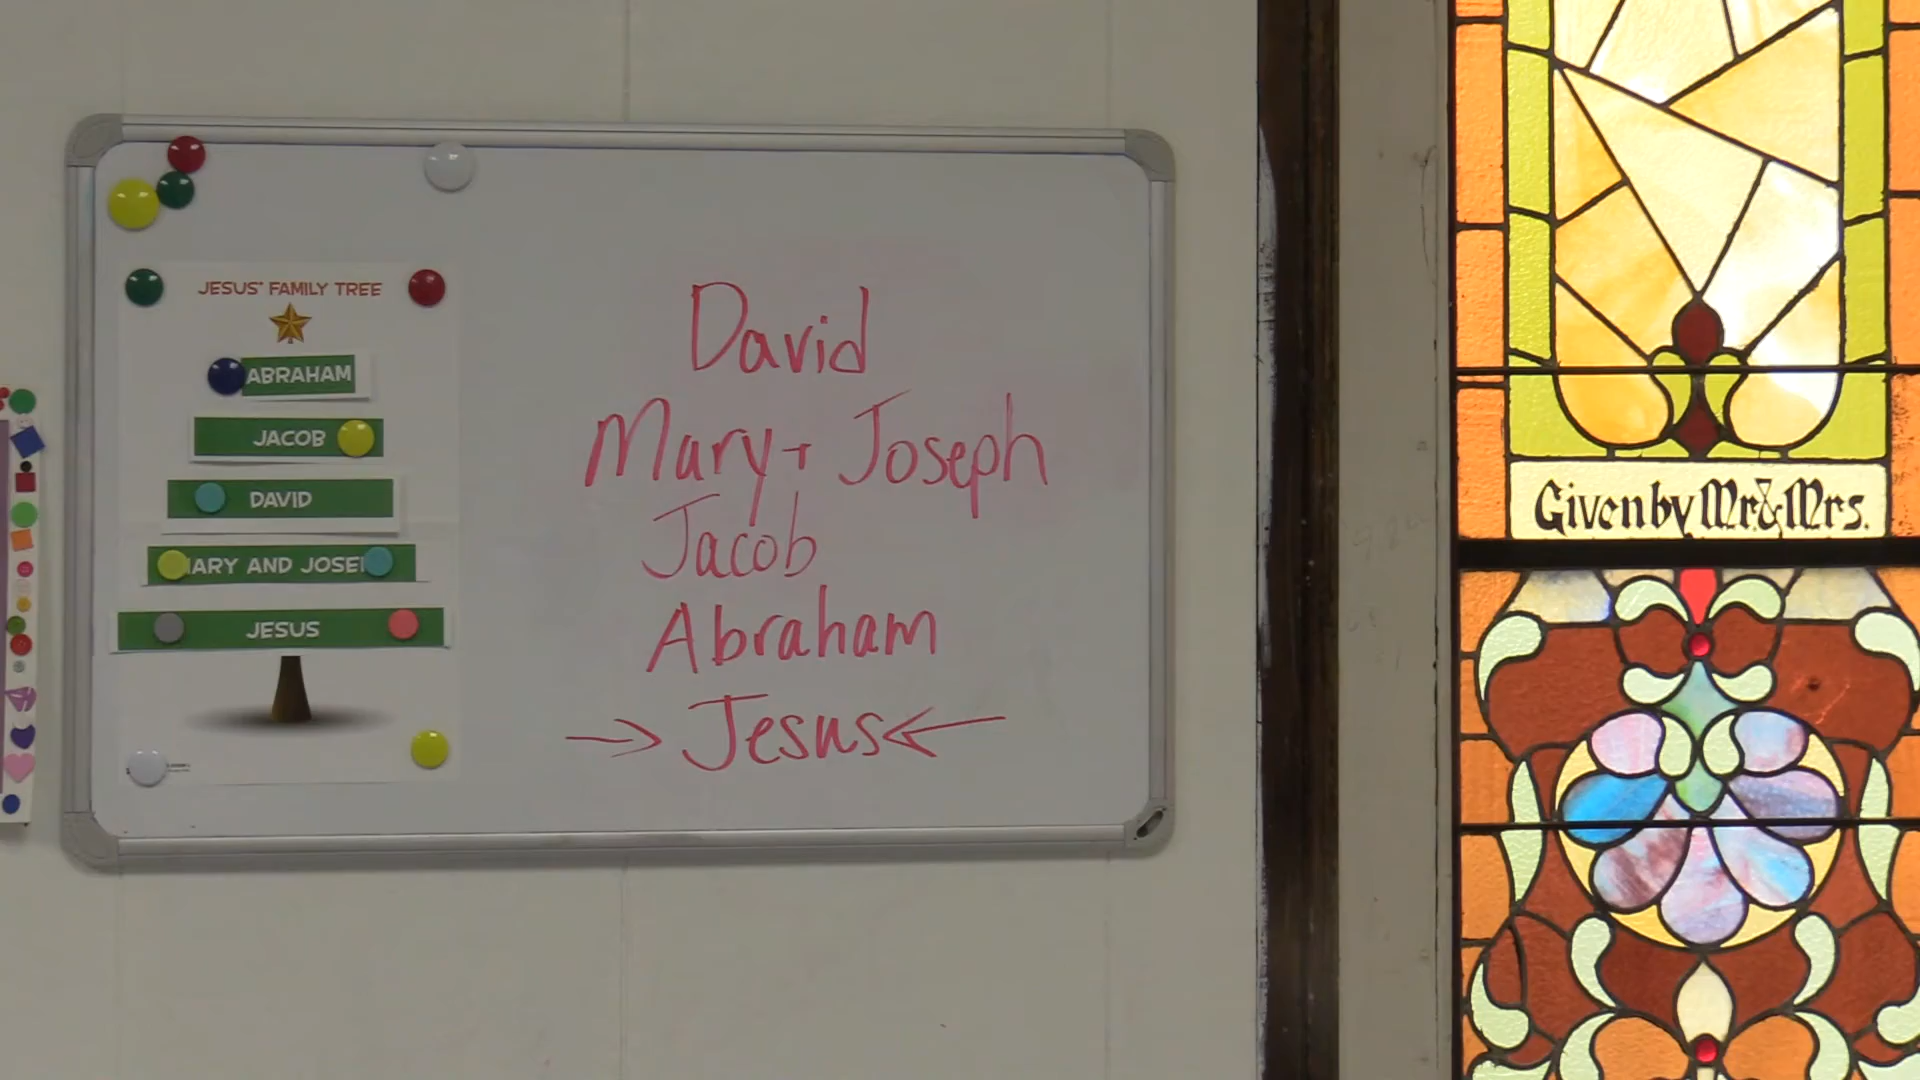 JESUS' FAMILY TREE
ABRAHAM
JACOB
DAVID
ARY AND JOSE
JESUS
David
Mary + Joseph
Jacob
Abraham
→ Jesus ←
Given by Mr. & Mrs.